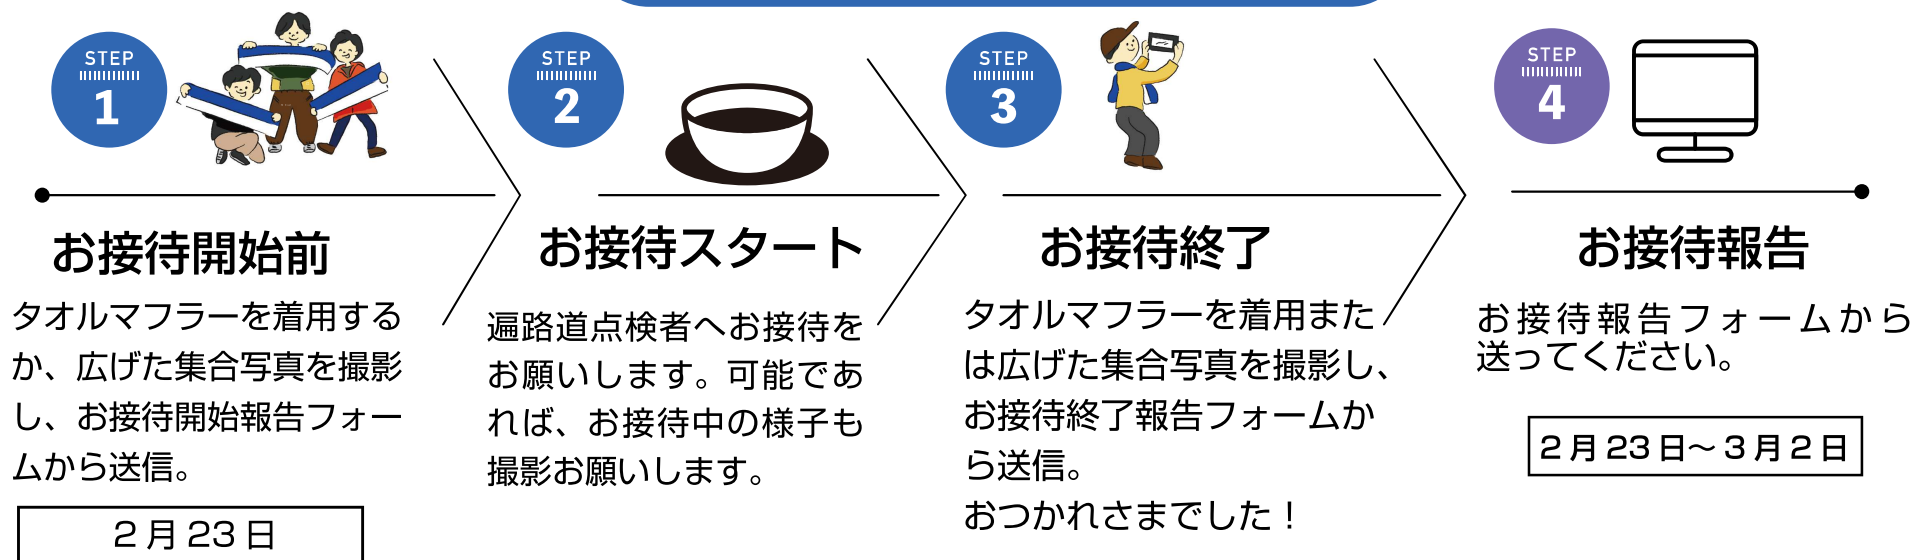 STEP
1
お接待開始前
タオルマフラーを着用する
か、広げた集合写真を撮影
し、お接待開始報告フォー
ムから送信。
2月23日
STEP
2
お接待スタート
遍路道点検者へお接待を
お願いします。可能であ
れば、お接待中の様子も
撮影お願いします。
STEP
3
お接待終了
タオルマフラーを着用また
は広げた集合写真を撮影し、
お接待終了報告フォームか
ら送信。
おつかれさまでした！
STEP
4
お接待報告
お接待報告フォームから
送ってください。
2月23日〜3月2日